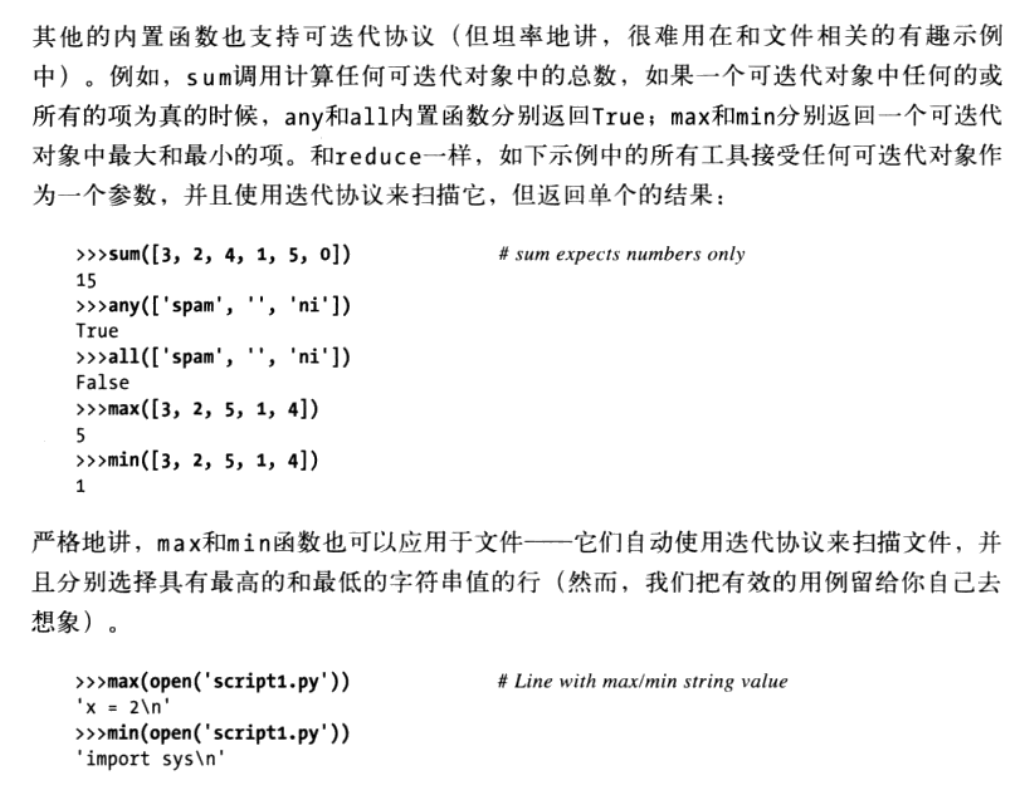 其他的内置函数也支持可迭代协议（但坦率地讲，很难用在和文件相关的有趣示例
中）。例如，sum调用计算任何可迭代对象中的总数，如果一个可迭代对象中任何的或
所有的项为真的时候，any和all内置函数分别返回True；max和min分别返回一个可迭代
对象中最大和最小的项。和reduce一样，如下示例中的所有工具接受任何可迭代对象作
为一个参数，并且使用迭代协议来扫描它，但返回单个的结果：
>>>sum([3, 2, 4, 1, 5, 0]) # sum expects numbers only
15
>>>any(['spam', '', 'ni'])
True
>>>all(['spam', '', 'ni'])
False
>>>max([3, 2, 5, 1, 4])
5
>>>min([3, 2, 5, 1, 4])
1
严格地讲，max和min函数也可以应用于文件——它们自动使用迭代协议来扫描文件，并
且分别选择具有最高的和最低的字符串值的行（然而，我们把有效的用例留给你自己去
想象）。
>>>max(open('script1.py')) # Line with max/min string value
'x = 2\n'
>>>min(open('script1.py'))
'import sys\n'